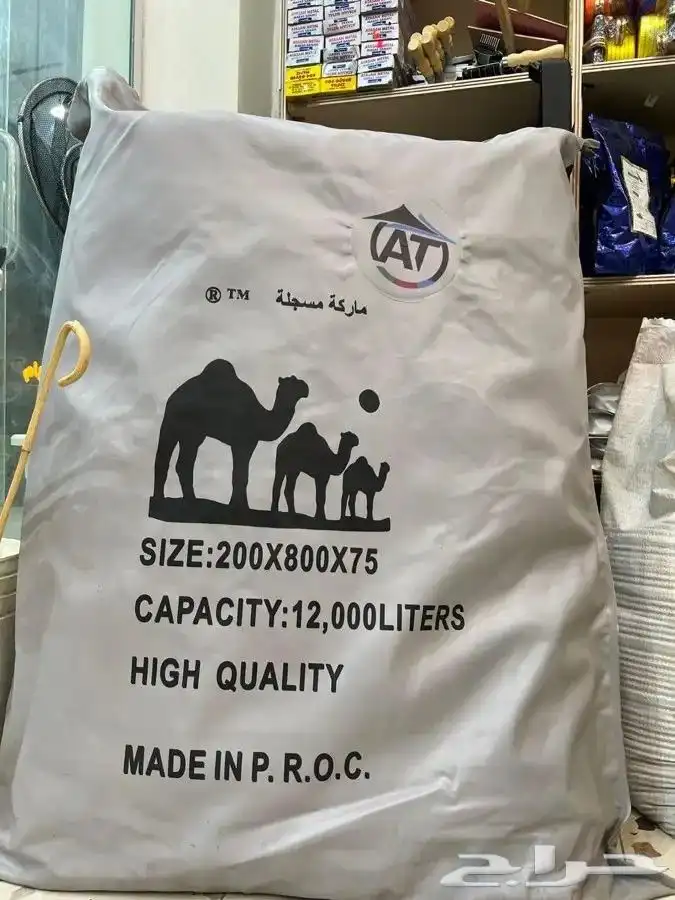 AT
ماركة مسجلة ™ ®
SIZE:200X800X75
CAPACITY:12,000LITERS
HIGH QUALITY
MADE IN P. R.O.C.
حراج